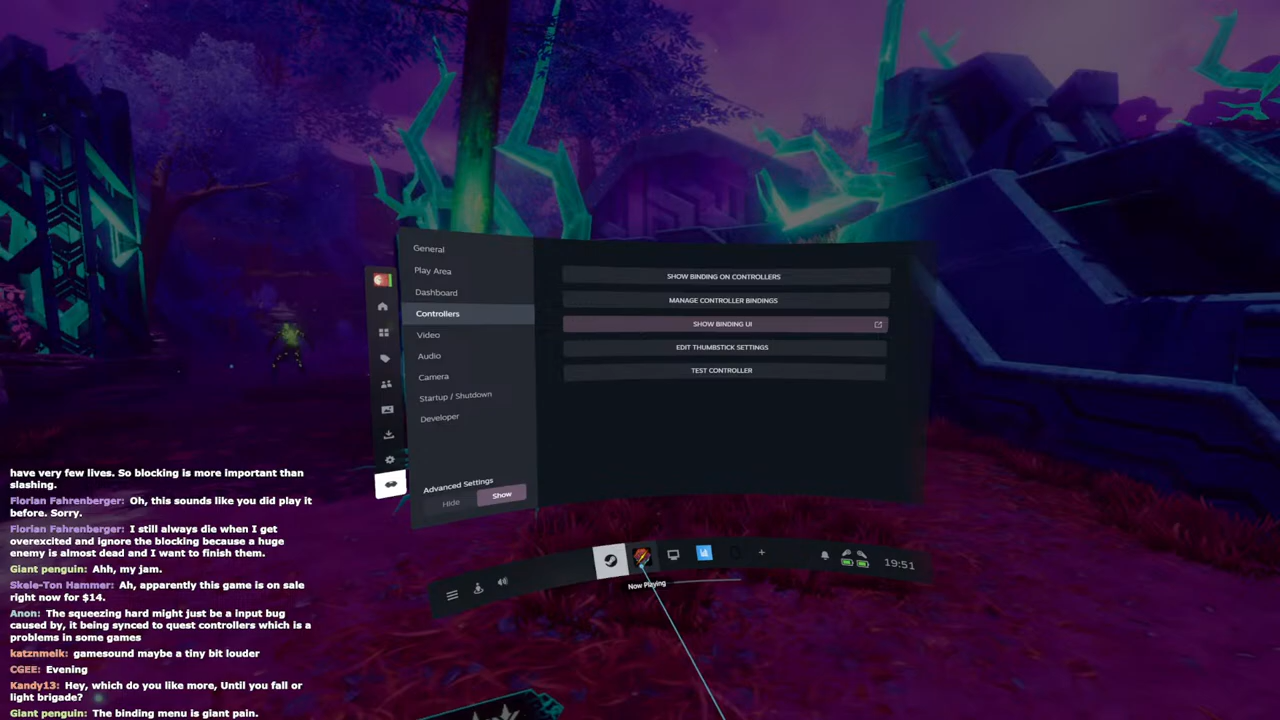 General
Play Area
Dashboard
Controllers
Video
Audio
Camera
Startup / Shutdown
Developer
Advanced Settings
Hide
Show
SHOW BINDING ON CONTROLLERS
MANAGE CONTROLLER BINDINGS
SHOW BINDING UI
EDIT THUMBSTICK SETTINGS
TEST CONTROLLER
Now Playing
19:51
have very few lives. So blocking is more important than
slashing.
Florian Fahrenberger: Oh, this sounds like you did play it
before. Sorry.
Florian Fahrenberger: I still always die when I get
overexcited and ignore the blocking because a huge
enemy is almost dead and I want to finish them.
Giant penguin: Ahh, my jam.
Skele-Ton Hammer: Ah, apparently this game is on sale
right now for $14.
Anon: The squeezing hard might just be a input bug
caused by, it being synced to quest controllers which is a
problems in some games
katznmelk: gamesound maybe a tiny bit louder
CGEE: Evening
Kandy13: Hey, which do you like more, Until you fall or
light brigade?
Giant penguin: The binding menu is giant pain.